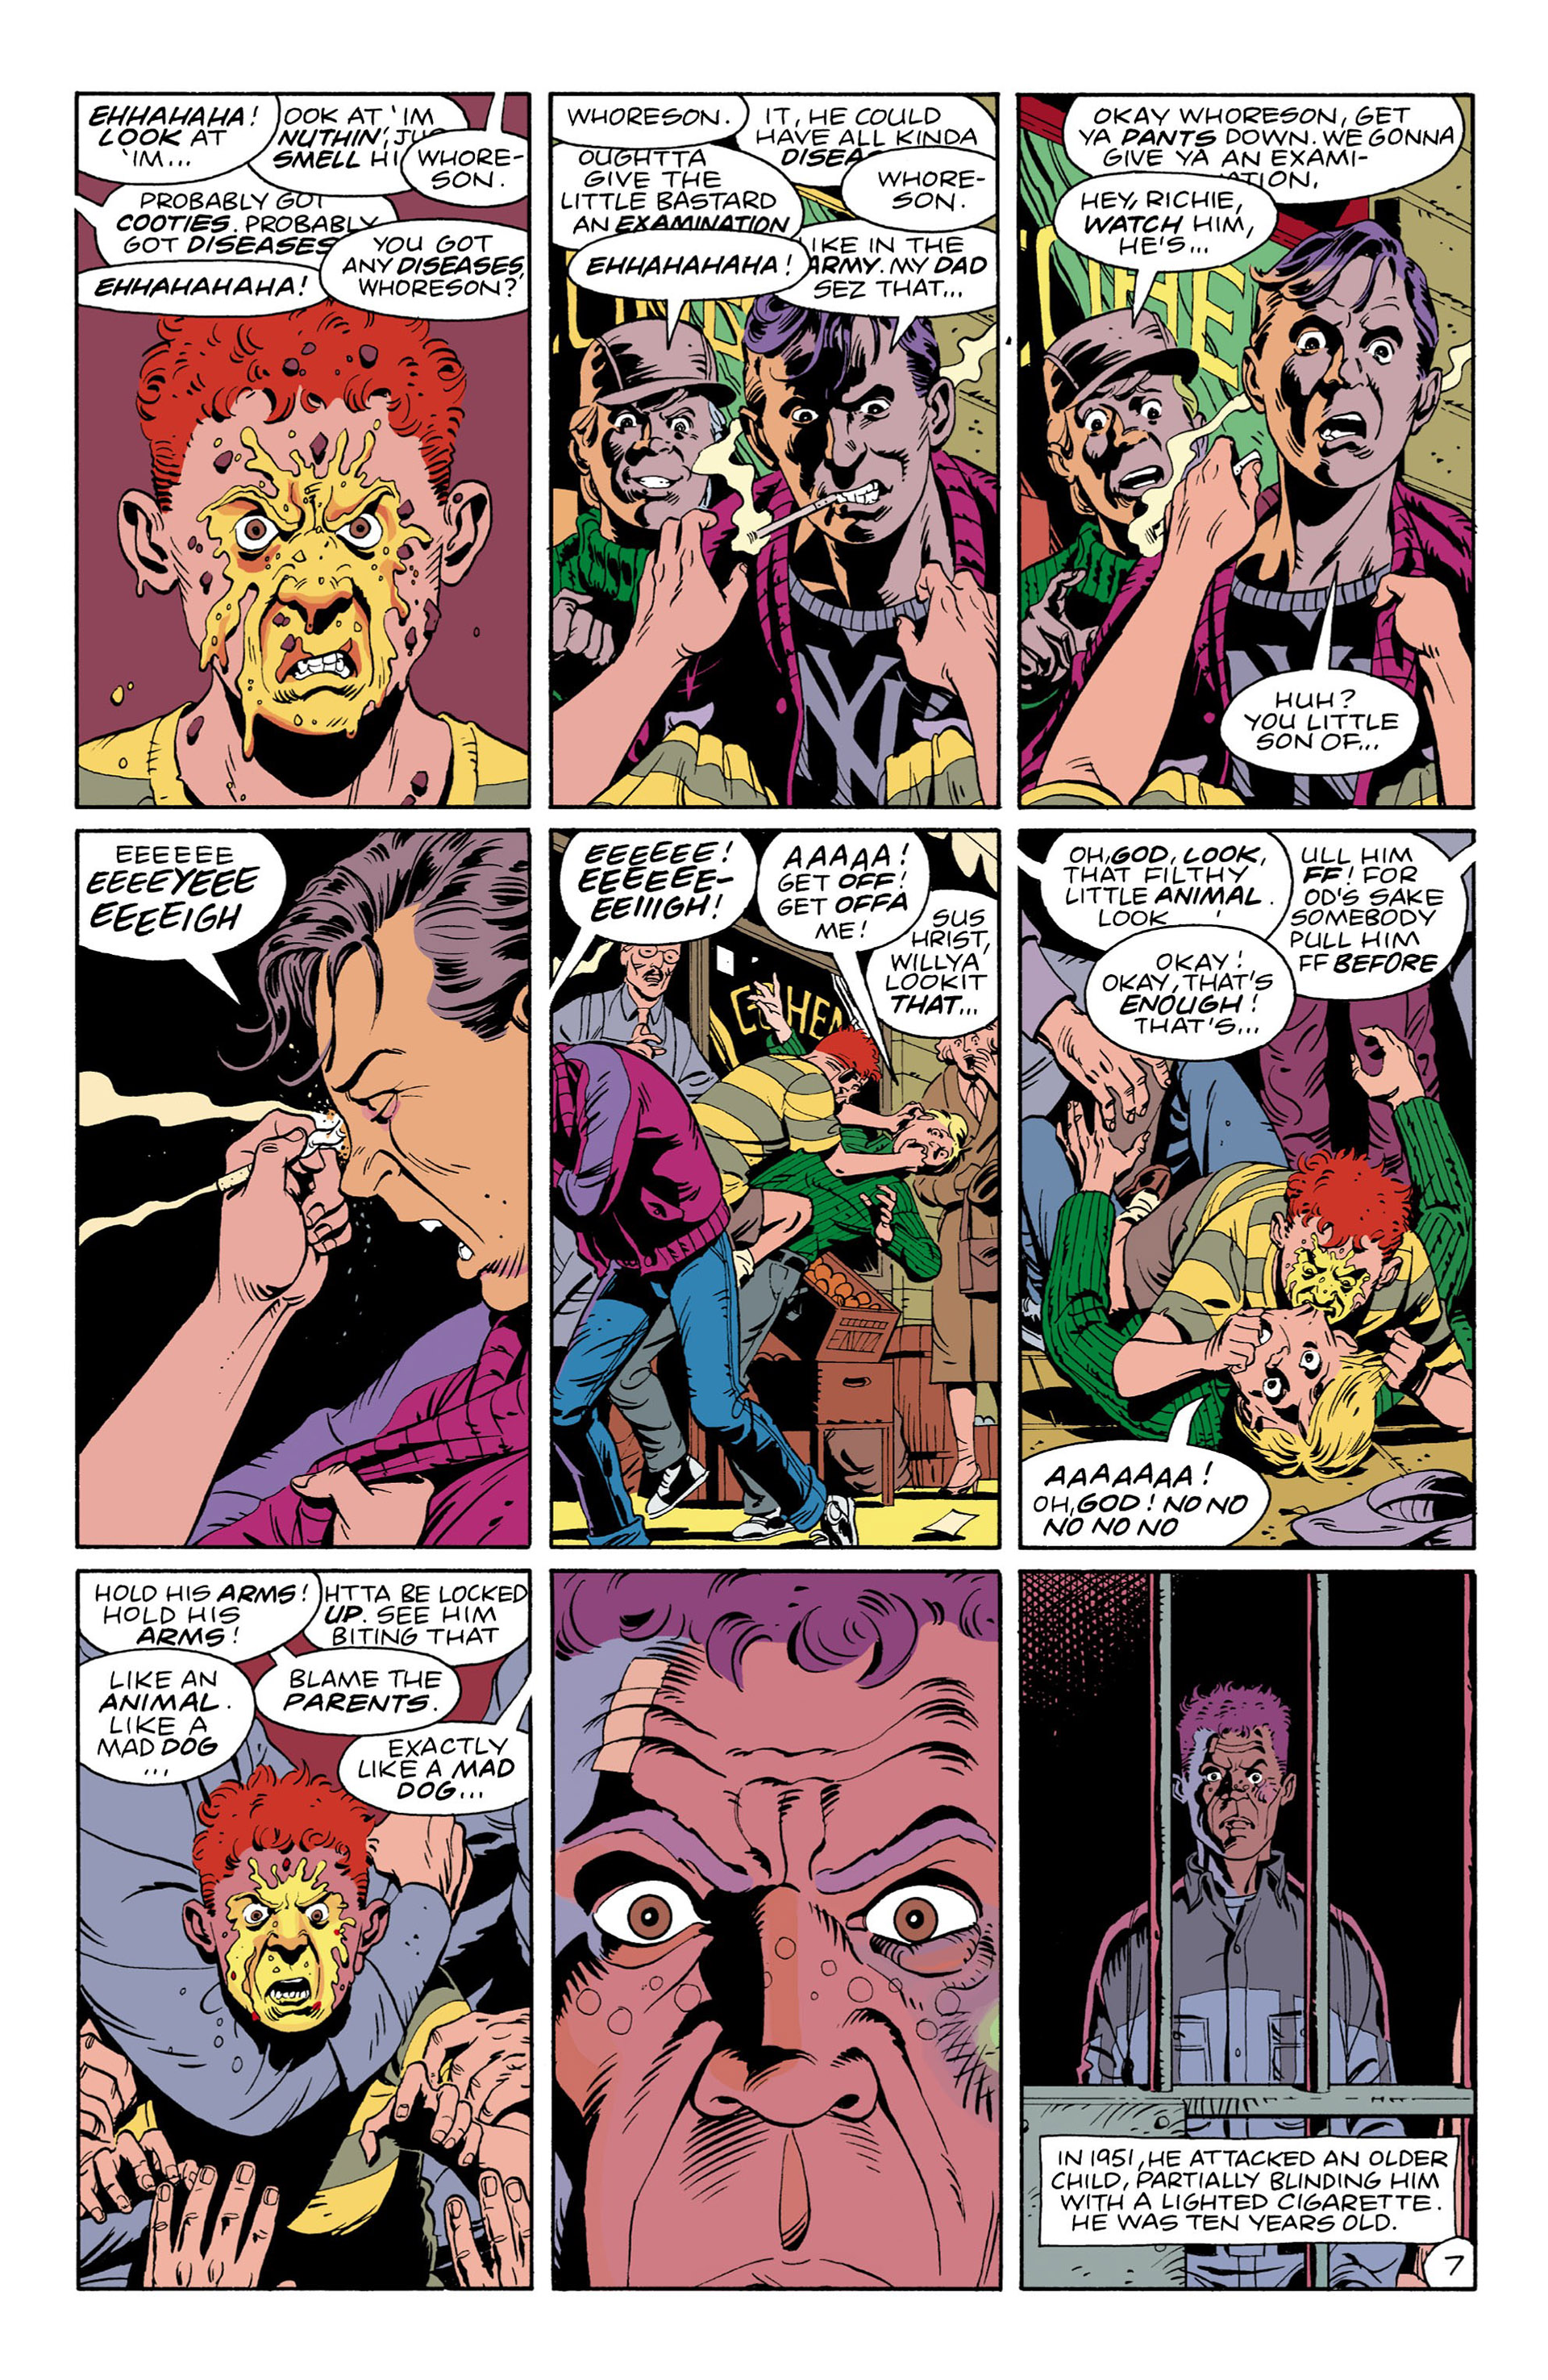 EHHAHAHA!
LOOK AT
'IM...
OOK AT 'IM
NUTHIN',
SMELL
WHORE-
SON.
PROBABLY GOT
COOTIES. PROBABLY
GOT DISEASES
YOU GOT
ANY DISEASES,
WHORESON?
EHHAHAHAHA!
WHORESON.
IT, HE COULD
HAVE ALL KINDA
OUGHTTA
GIVE THE
LITTLE BASTARD
AN EXAMINATION
WHORE-
SON.
EHHAHAHAHA!
IKE IN THE
ARMY. MY DAD
SEZ THAT...
NY
OKAY WHORESON, GET
YA PANTS DOWN. WE GONNA
GIVE YA AN EXAMI-
ATION.
HEY, RICHIE,
WATCH HIM,
HE'S...
HUH?
YOU LITTLE
SON OF...
NY
EEEEEE
EEEEYEEE
EEEEIGH
EEEEEE!
EEEEEE-
EEIIIGH!
AAAAA!
GET OFF!
GET OFFA
ME!
SUS
HRIST,
WILLYA
LOOKIT
THAT...
OH, GOD, LOOK,
THAT FILTHY
LITTLE ANIMAL.
LOOK
ULL HIM
FF! FOR
OD'S SAKE
SOMEBODY
PULL HIM
FF BEFORE
OKAY!
OKAY, THAT'S
ENOUGH!
THAT'S...
AAAAAAA!
OH, GOD! NO NO
NO NO NO
HOLD HIS ARMS!
HOLD HIS
ARMS!
HTTA BE LOCKED
UP. SEE HIM
BITING THAT
LIKE AN
ANIMAL.
LIKE A
MAD DOG
...
BLAME THE
PARENTS.
EXACTLY
LIKE A MAD
DOG...
IN 1951, HE ATTACKED AN OLDER
CHILD, PARTIALLY BLINDING HIM
WITH A LIGHTED CIGARETTE.
HE WAS TEN YEARS OLD.
7